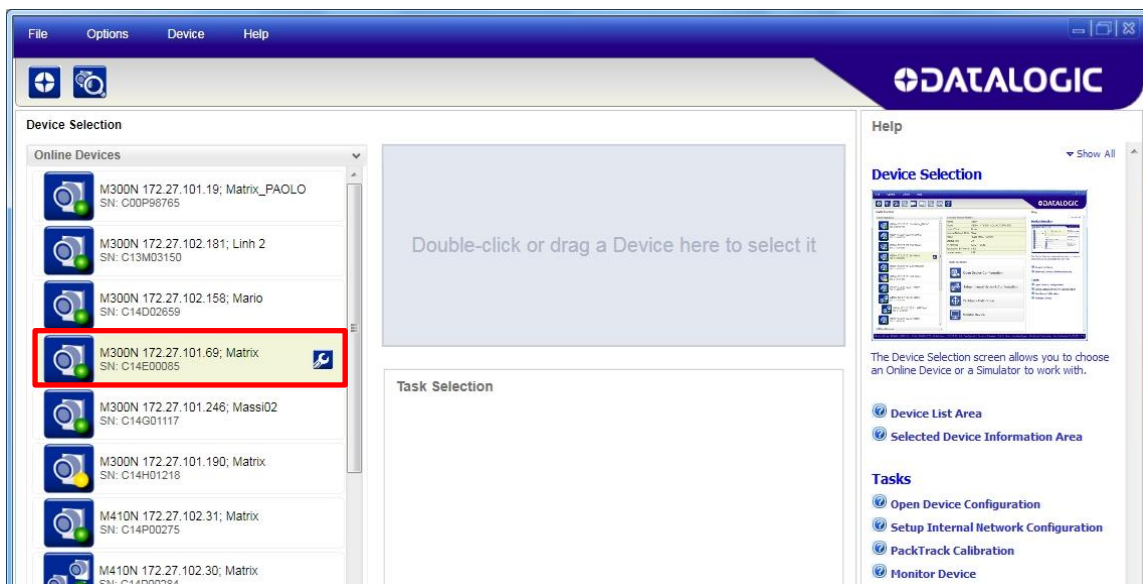 File Options Device Help
DATALOGIC
Device Selection
Online Devices
M300N 172.27.101.19; Matrix_PAOLO
SN: C00P98765
M300N 172.27.102.181; Linh 2
SN: C13M03150
M300N 172.27.102.158; Mario
SN: C14D02659
M300N 172.27.101.69; Matrix
SN: C14E00085
M300N 172.27.101.246; Massi02
SN: C14G01117
M300N 172.27.101.190; Matrix
SN: C14H01218
M410N 172.27.102.31; Matrix
SN: C14P00275
M410N 172.27.102.30; Matrix
Double-click or drag a Device here to select it
Task Selection
Help
Show All
Device Selection
The Device Selection screen allows you to choose
an Online Device or a Simulator to work with.
Device List Area
Selected Device Information Area
Tasks
Open Device Configuration
Setup Internal Network Configuration
PackTrack Calibration
Monitor Device